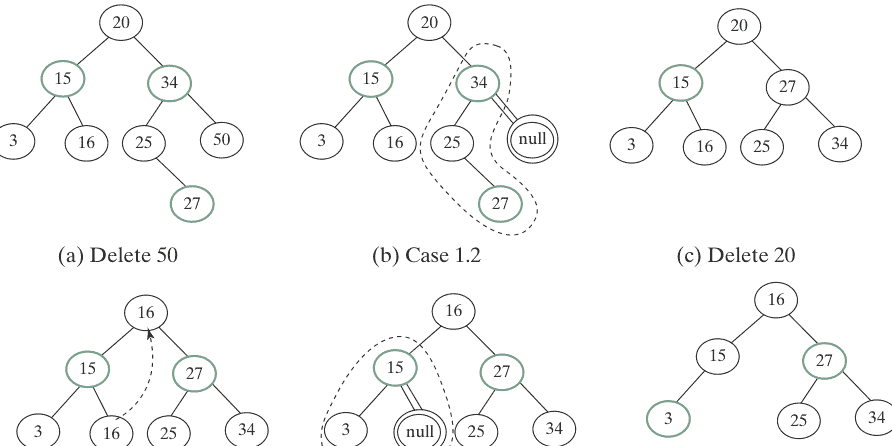 20 20 20
15 34 15 34 15 27
3 16 25 50 3 16 25 null 3 16 25 34
27 27
(a) Delete 50 (b) Case 1.2 (c) Delete 20
16 16 16
15 27 15 27 15 27
3 16 25 34 3 null 25 34 3 25 34